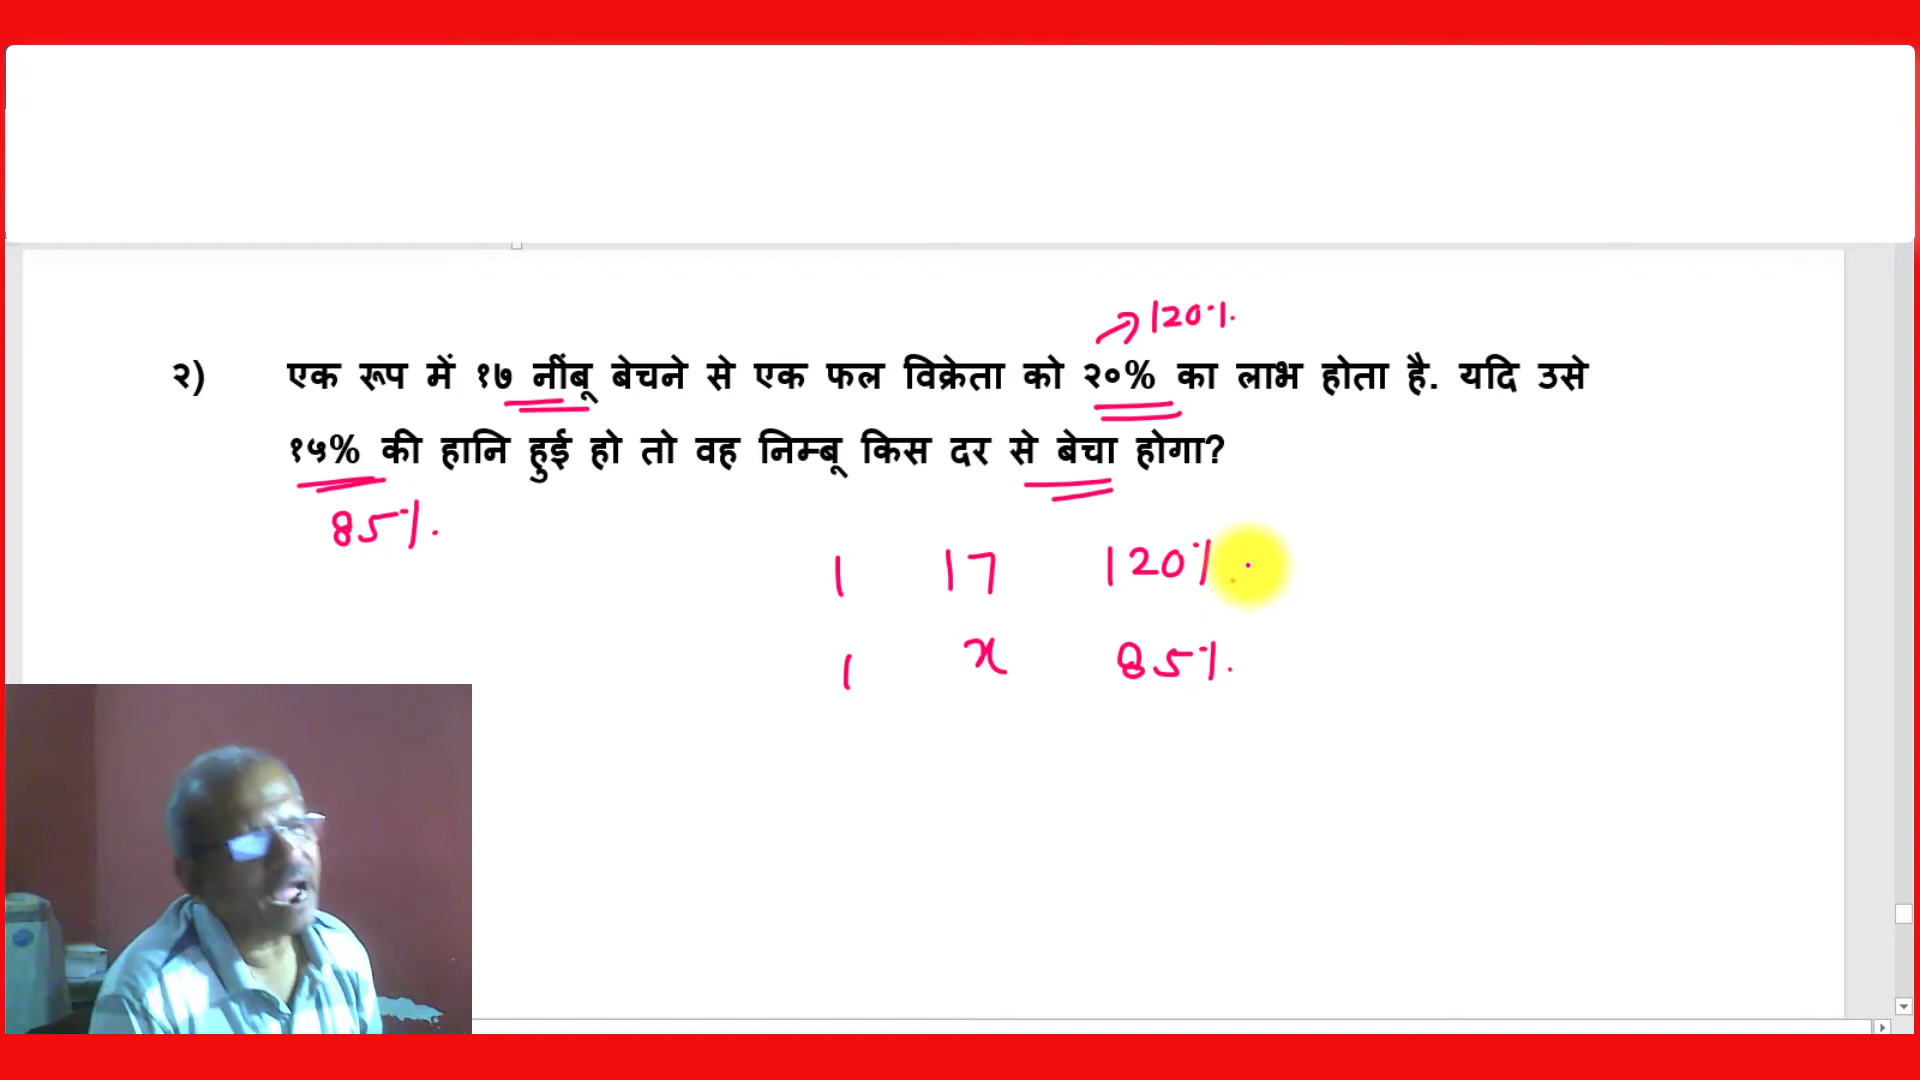 120%.
२) एक रूप में १७ नींबू बेचने से एक फल विक्रेता को २०% का लाभ होता है. यदि उसे
१५% की हानि हुई हो तो वह निम्बू किस दर से बेचा होगा?
85%.
1 17 120%.
1 x 85%.